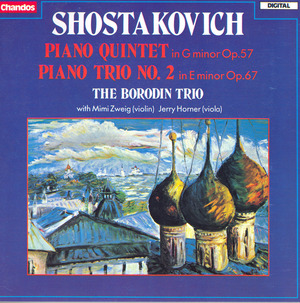 Chandos
DIGITAL
SHOSTAKOVICH
PIANO QUINTET in G minor Op.57
PIANO TRIO NO. 2 in E minor Op.67
THE BORODIN TRIO
with Mimi Zweig (violin) Jerry Horner (viola)